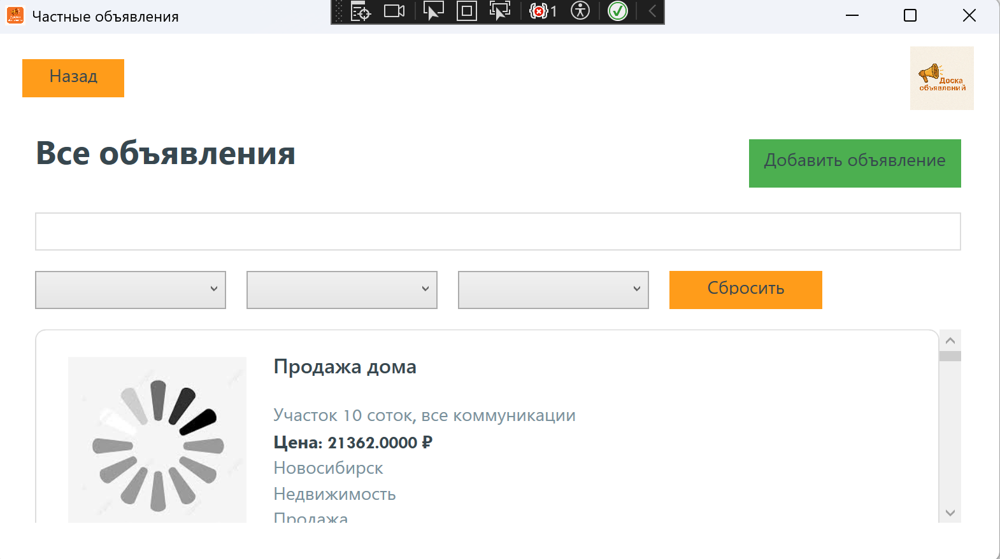 Частные объявления
1
Назад
Доска
объявлений
Все объявления
Добавить объявление
Сбросить
Продажа дома
Участок 10 соток, все коммуникации
Цена: 21362.0000 ₽
Новосибирск
Недвижимость
Продажа